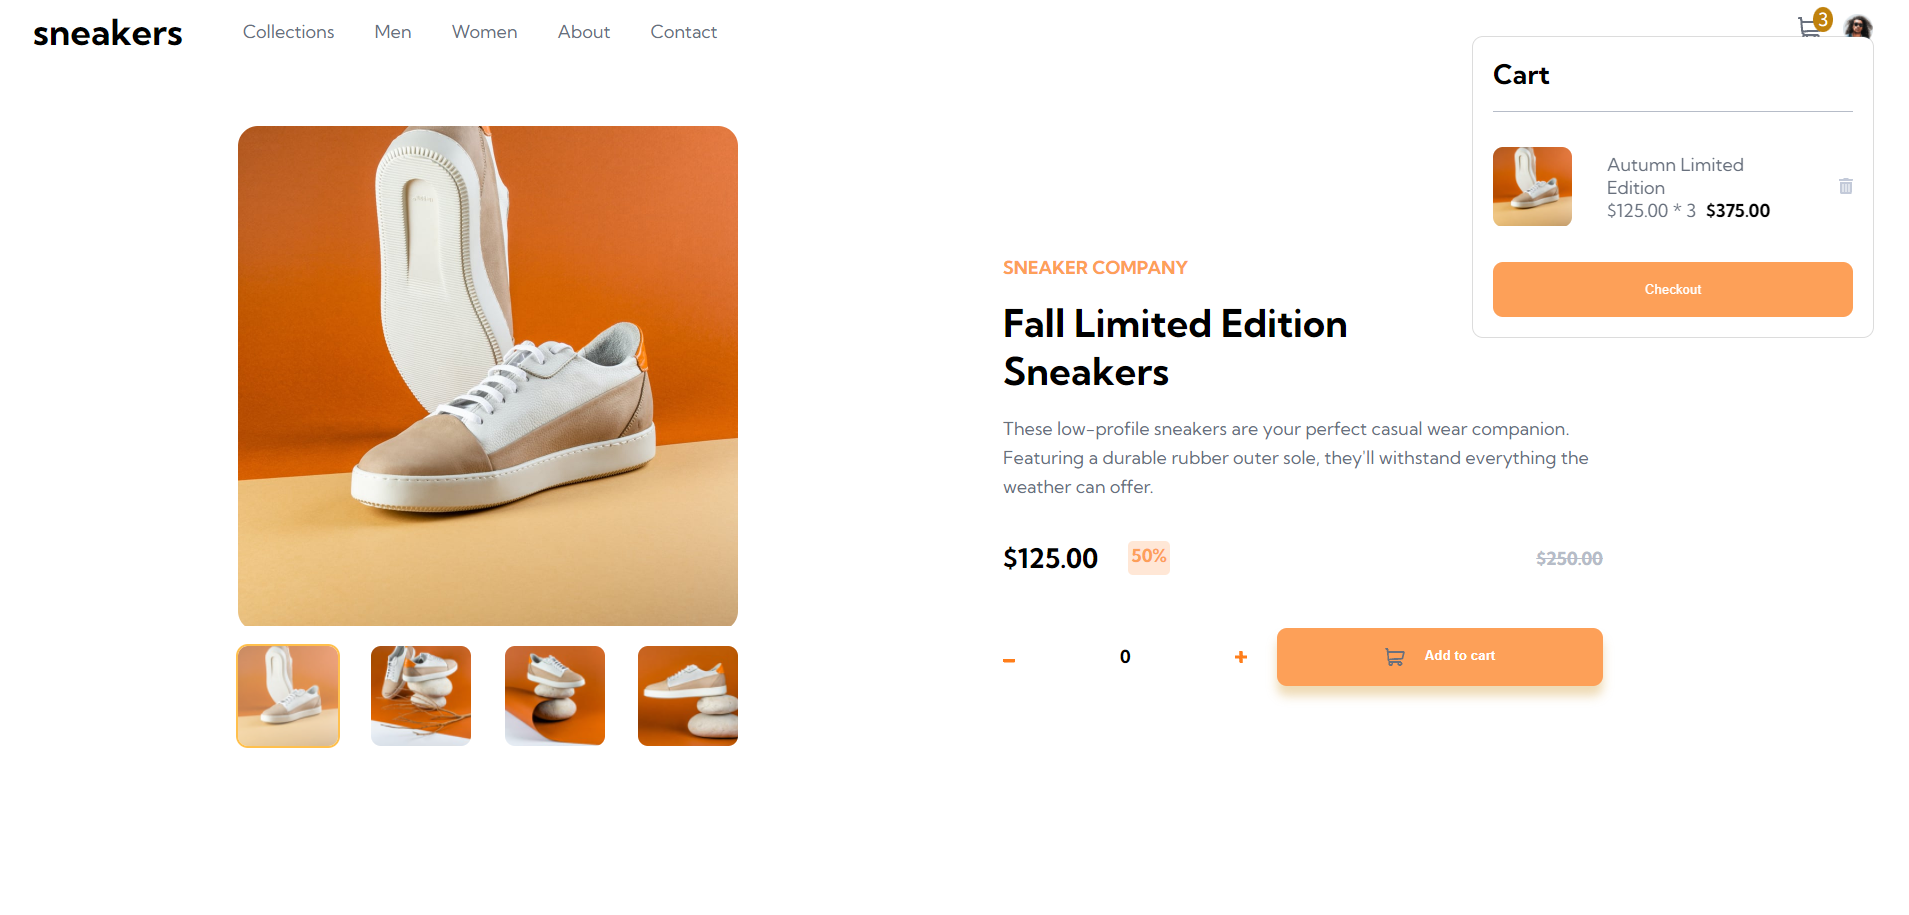 sneakers
Collections
Men
Women
About
Contact
3
Cart
Autumn Limited
Edition
$125.00 * 3 $375.00
Checkout
SNEAKER COMPANY
Fall Limited Edition
Sneakers
These low-profile sneakers are your perfect casual wear companion.
Featuring a durable rubber outer sole, they'll withstand everything the
weather can offer.
$125.00
50%
$250.00
–
0
+
Add to cart